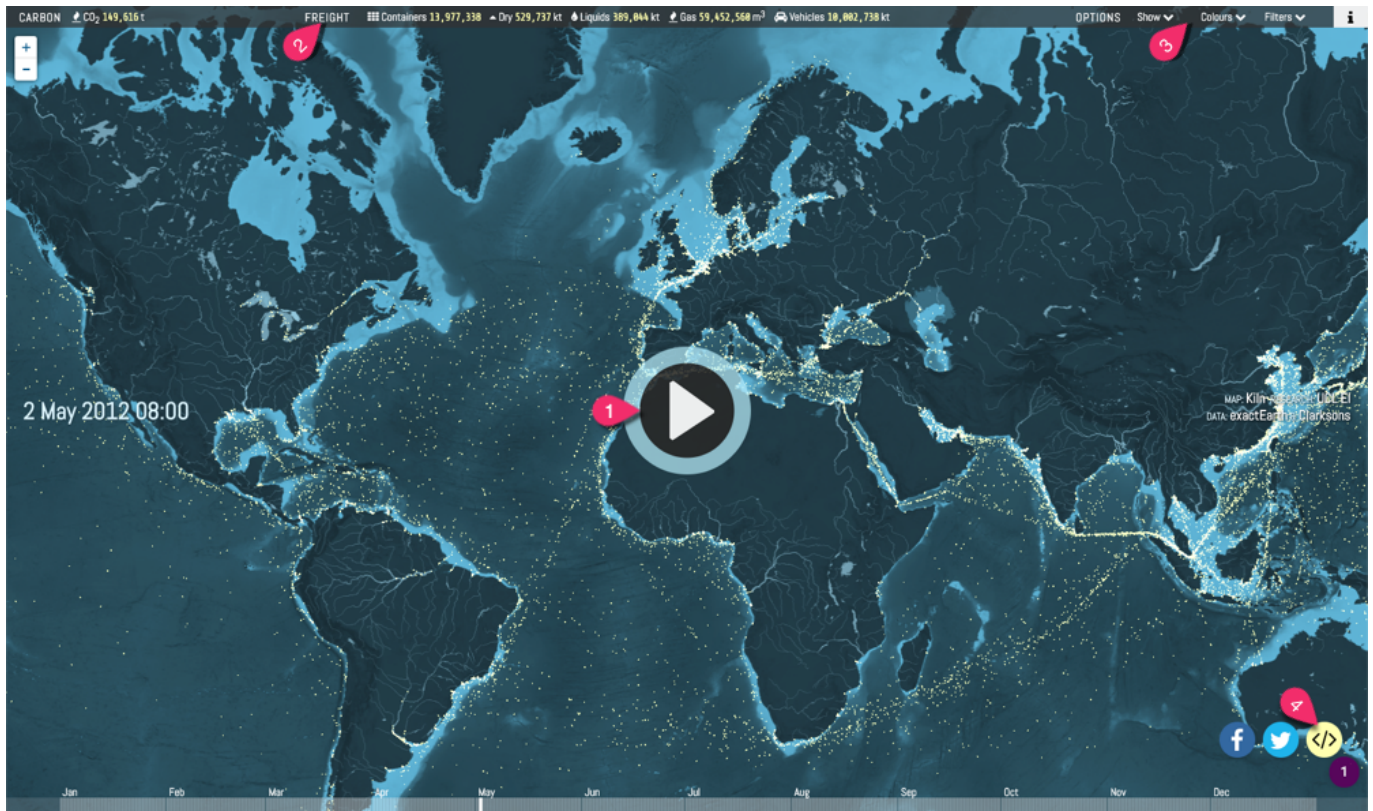 CARBON CO₂ 149,616 t FREIGHT Containers 13,977,338 Dry 529,737 kt Liquids 389,044 kt Gas 59,452,560 m³ Vehicles 10,002,738 kt OPTIONS Show Colours Filters i
2 3
+
−
1
2 May 2012 08:00
MAP: Kiln UCL EI
DATA: exactEarth Clarksons
4
f </>
1
Jan Feb Mar Apr May Jun Jul Aug Sep Oct Nov Dec